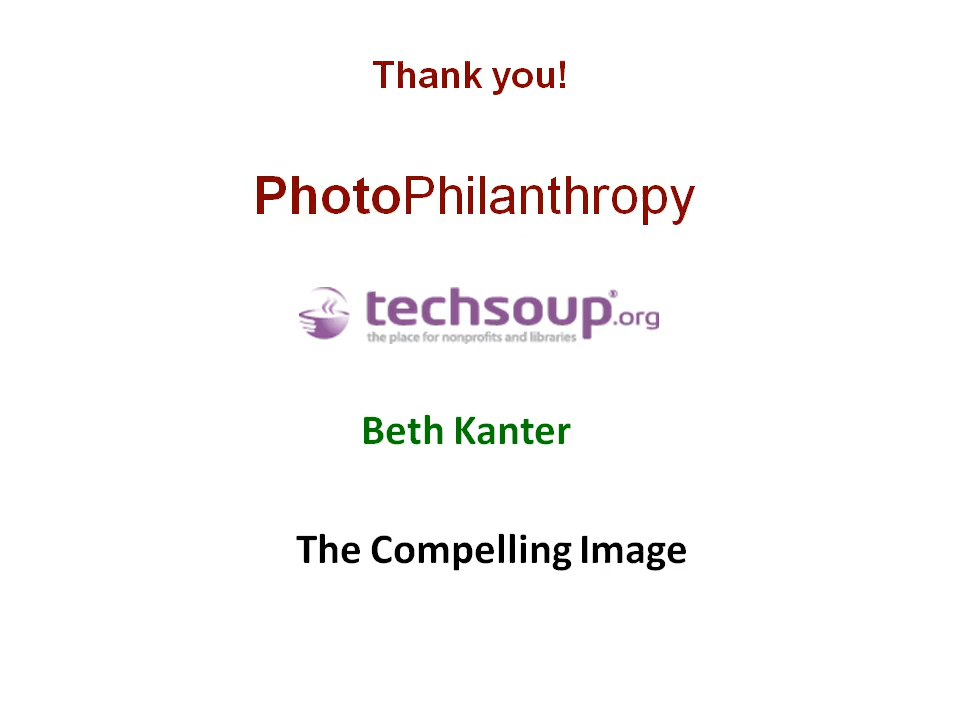 Thank you!
PhotoPhilanthropy
techsoup®.org
the place for nonprofits and libraries
Beth Kanter
The Compelling Image